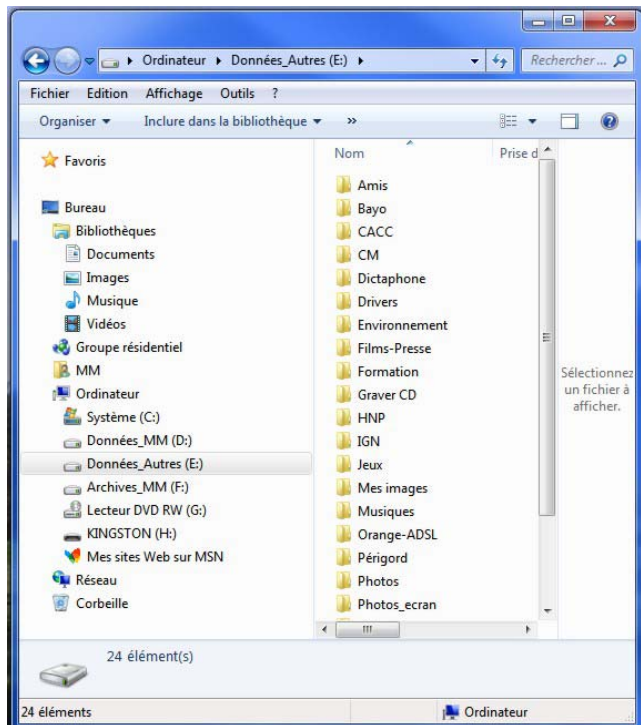 Ordinateur Données_Autres (E:) Rechercher ...
Fichier Edition Affichage Outils ?
Organiser Inclure dans la bibliothèque »
Favoris
Bureau
Bibliothèques
Documents
Images
Musique
Vidéos
Groupe résidentiel
MM
Ordinateur
Système (C:)
Données_MM (D:)
Données_Autres (E:)
Archives_MM (F:)
Lecteur DVD RW (G:)
KINGSTON (H:)
Mes sites Web sur MSN
Réseau
Corbeille
Nom Prise d
Amis
Bayo
CACC
CM
Dictaphone
Drivers
Environnement
Films-Presse
Formation
Graver CD
HNP
IGN
Jeux
Mes images
Musiques
Orange-ADSL
Périgord
Photos
Photos_ecran
Sélectionnez
un fichier à
afficher.
24 élément(s)
24 éléments Ordinateur